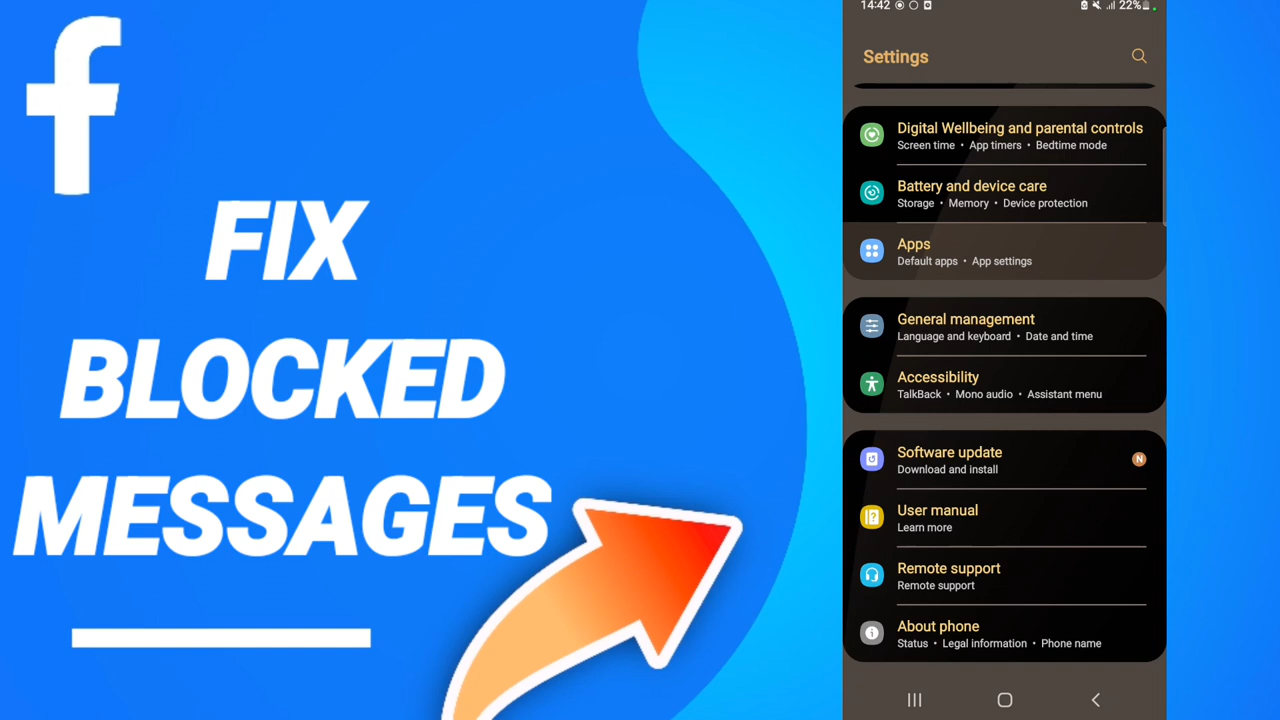 f
FIX
BLOCKED
MESSAGES
14:42 22%
Settings
Digital Wellbeing and parental controls
Screen time • App timers • Bedtime mode
Battery and device care
Storage • Memory • Device protection
Apps
Default apps • App settings
General management
Language and keyboard • Date and time
Accessibility
TalkBack • Mono audio • Assistant menu
Software update
Download and install
N
User manual
Learn more
Remote support
Remote support
About phone
Status • Legal information • Phone name